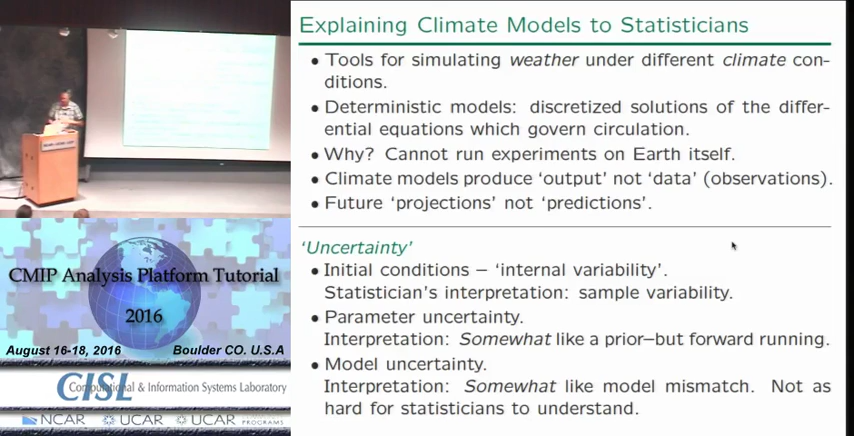 Explaining Climate Models to Statisticians
• Tools for simulating weather under different climate con-
ditions.
• Deterministic models: discretized solutions of the differ-
ential equations which govern circulation.
• Why? Cannot run experiments on Earth itself.
• Climate models produce ‘output’ not ‘data’ (observations).
• Future ‘projections’ not ‘predictions’.
‘Uncertainty’
• Initial conditions – ‘internal variability’.
Statistician's interpretation: sample variability.
• Parameter uncertainty.
Interpretation: Somewhat like a prior—but forward running.
• Model uncertainty.
Interpretation: Somewhat like model mismatch. Not as
hard for statisticians to understand.
CMIP Analysis Platform Tutorial
2016
August 16-18, 2016 Boulder CO. U.S.A
CISL
Computational & Information Systems Laboratory
NCAR UCAR UCAR PROGRAMS